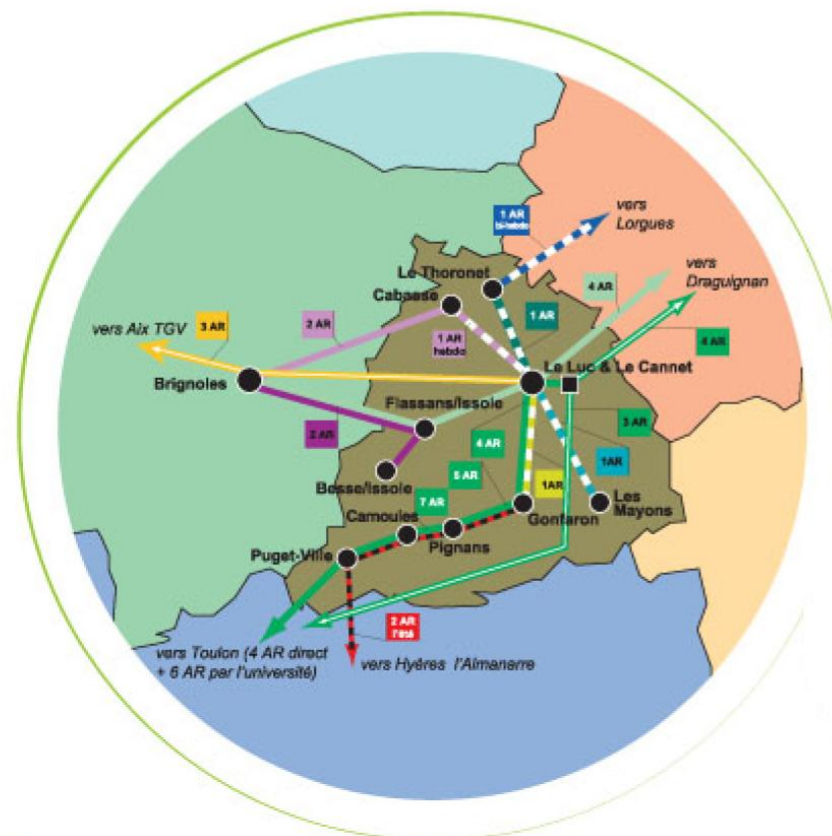 1 AR
bi-hebdo
vers
Lorgues
Le Thoronet
Cabasse
4 AR
vers
Draguignan
2 AR
1 AR
3 AR
vers Aix TGV
1 AR
hebdo
4 AR
Le Luc & Le Cannet
Brignoles
Flassans/Issole
2 AR
4 AR
3 AR
1AR
5 AR
1AR
Besse/Issole
7 AR
Les
Mayons
Carnoules
Gonfaron
Pignans
Puget-Ville
2 AR
l'été
vers Toulon (4 AR direct
+ 6 AR par l'université)
vers Hyères l'Almanarre